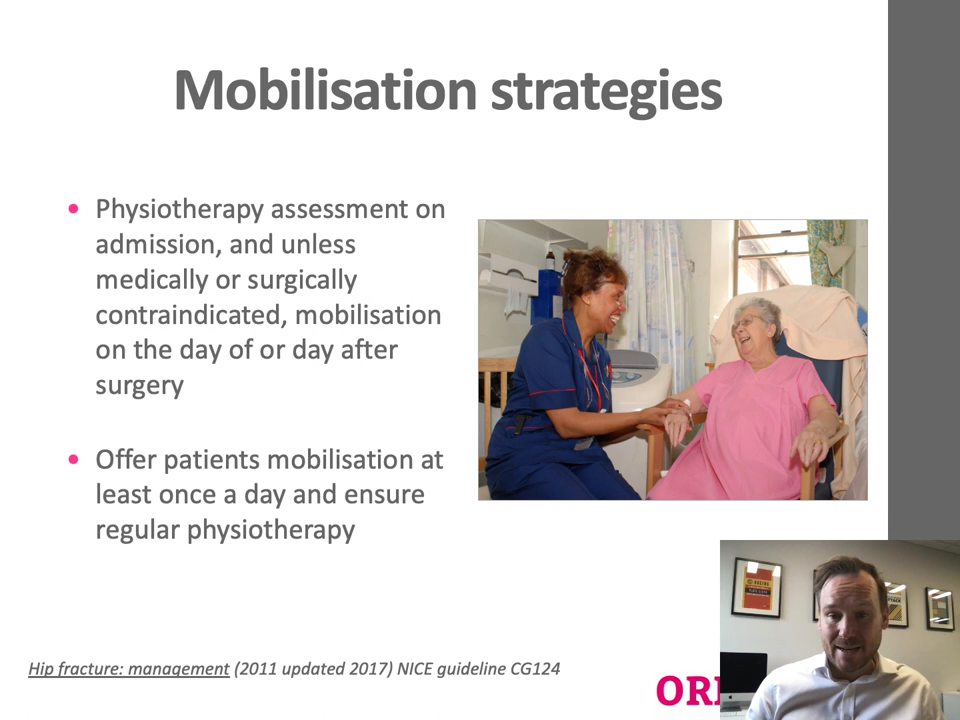 Mobilisation strategies
• Physiotherapy assessment on
admission, and unless
medically or surgically
contraindicated, mobilisation
on the day of or day after
surgery
• Offer patients mobilisation at
least once a day and ensure
regular physiotherapy
Hip fracture: management (2011 updated 2017) NICE guideline CG124